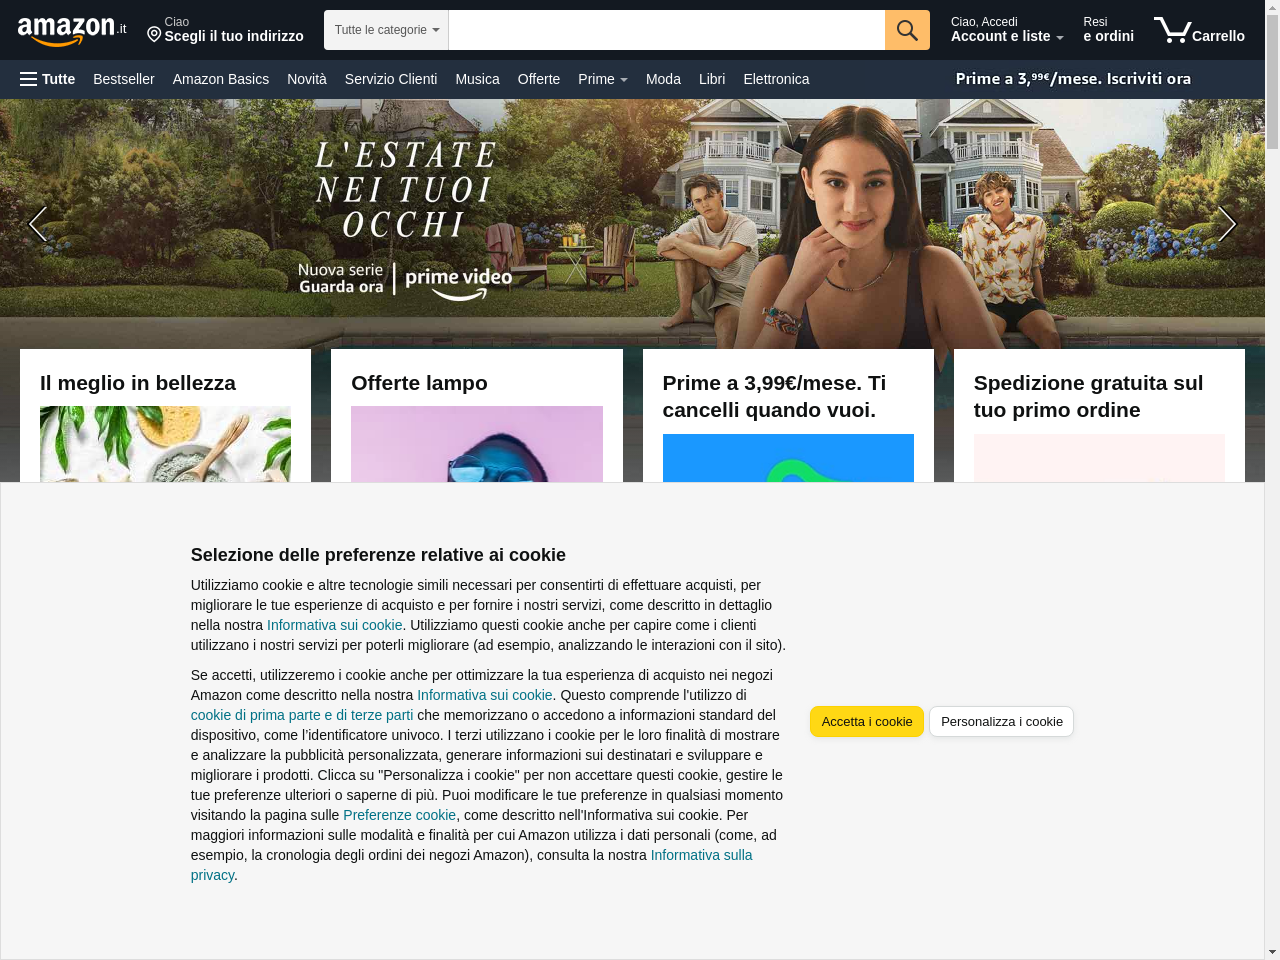 amazon.it
Ciao
Scegli il tuo indirizzo
Tutte le categorie
Ciao, Accedi
Account e liste
Resi
e ordini
Carrello
Tutte
Bestseller
Amazon Basics
Novità
Servizio Clienti
Musica
Offerte
Prime
Moda
Libri
Elettronica
Prime a 3,99€/mese. Iscriviti ora
L'ESTATE
NEI TUOI
OCCHI
Nuova serie
Guarda ora
prime video
Il meglio in bellezza
Offerte lampo
Prime a 3,99€/mese. Ti
cancelli quando vuoi.
Spedizione gratuita sul
tuo primo ordine
Selezione delle preferenze relative ai cookie
Utilizziamo cookie e altre tecnologie simili necessari per consentirti di effettuare acquisti, per
migliorare le tue esperienze di acquisto e per fornire i nostri servizi, come descritto in dettaglio
nella nostra Informativa sui cookie. Utilizziamo questi cookie anche per capire come i clienti
utilizzano i nostri servizi per poterli migliorare (ad esempio, analizzando le interazioni con il sito).
Se accetti, utilizzeremo i cookie anche per ottimizzare la tua esperienza di acquisto nei negozi
Amazon come descritto nella nostra Informativa sui cookie. Questo comprende l'utilizzo di
cookie di prima parte e di terze parti che memorizzano o accedono a informazioni standard del
dispositivo, come l’identificatore univoco. I terzi utilizzano i cookie per le loro finalità di mostrare
e analizzare la pubblicità personalizzata, generare informazioni sui destinatari e sviluppare e
migliorare i prodotti. Clicca su "Personalizza i cookie" per non accettare questi cookie, gestire le
tue preferenze ulteriori o saperne di più. Puoi modificare le tue preferenze in qualsiasi momento
visitando la pagina sulle Preferenze cookie, come descritto nell'Informativa sui cookie. Per
maggiori informazioni sulle modalità e finalità per cui Amazon utilizza i dati personali (come, ad
esempio, la cronologia degli ordini dei negozi Amazon), consulta la nostra Informativa sulla
privacy.
Accetta i cookie
Personalizza i cookie